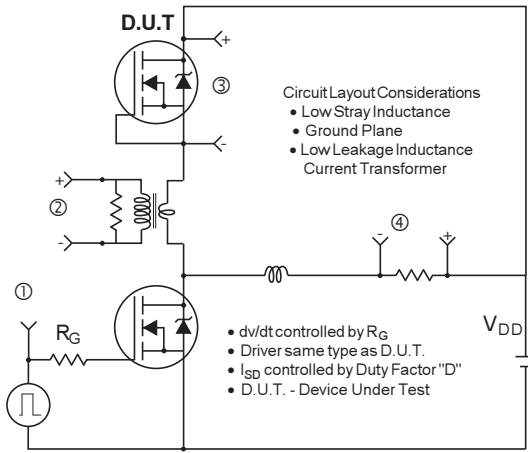 D.U.T
+
③
-
Circuit Layout Considerations
• Low Stray Inductance
• Ground Plane
• Low Leakage Inductance
Current Transformer
+
②
-
④
-
+
①
RG
VDD
• dv/dt controlled by RG
• Driver same type as D.U.T.
• ISD controlled by Duty Factor "D"
• D.U.T. - Device Under Test